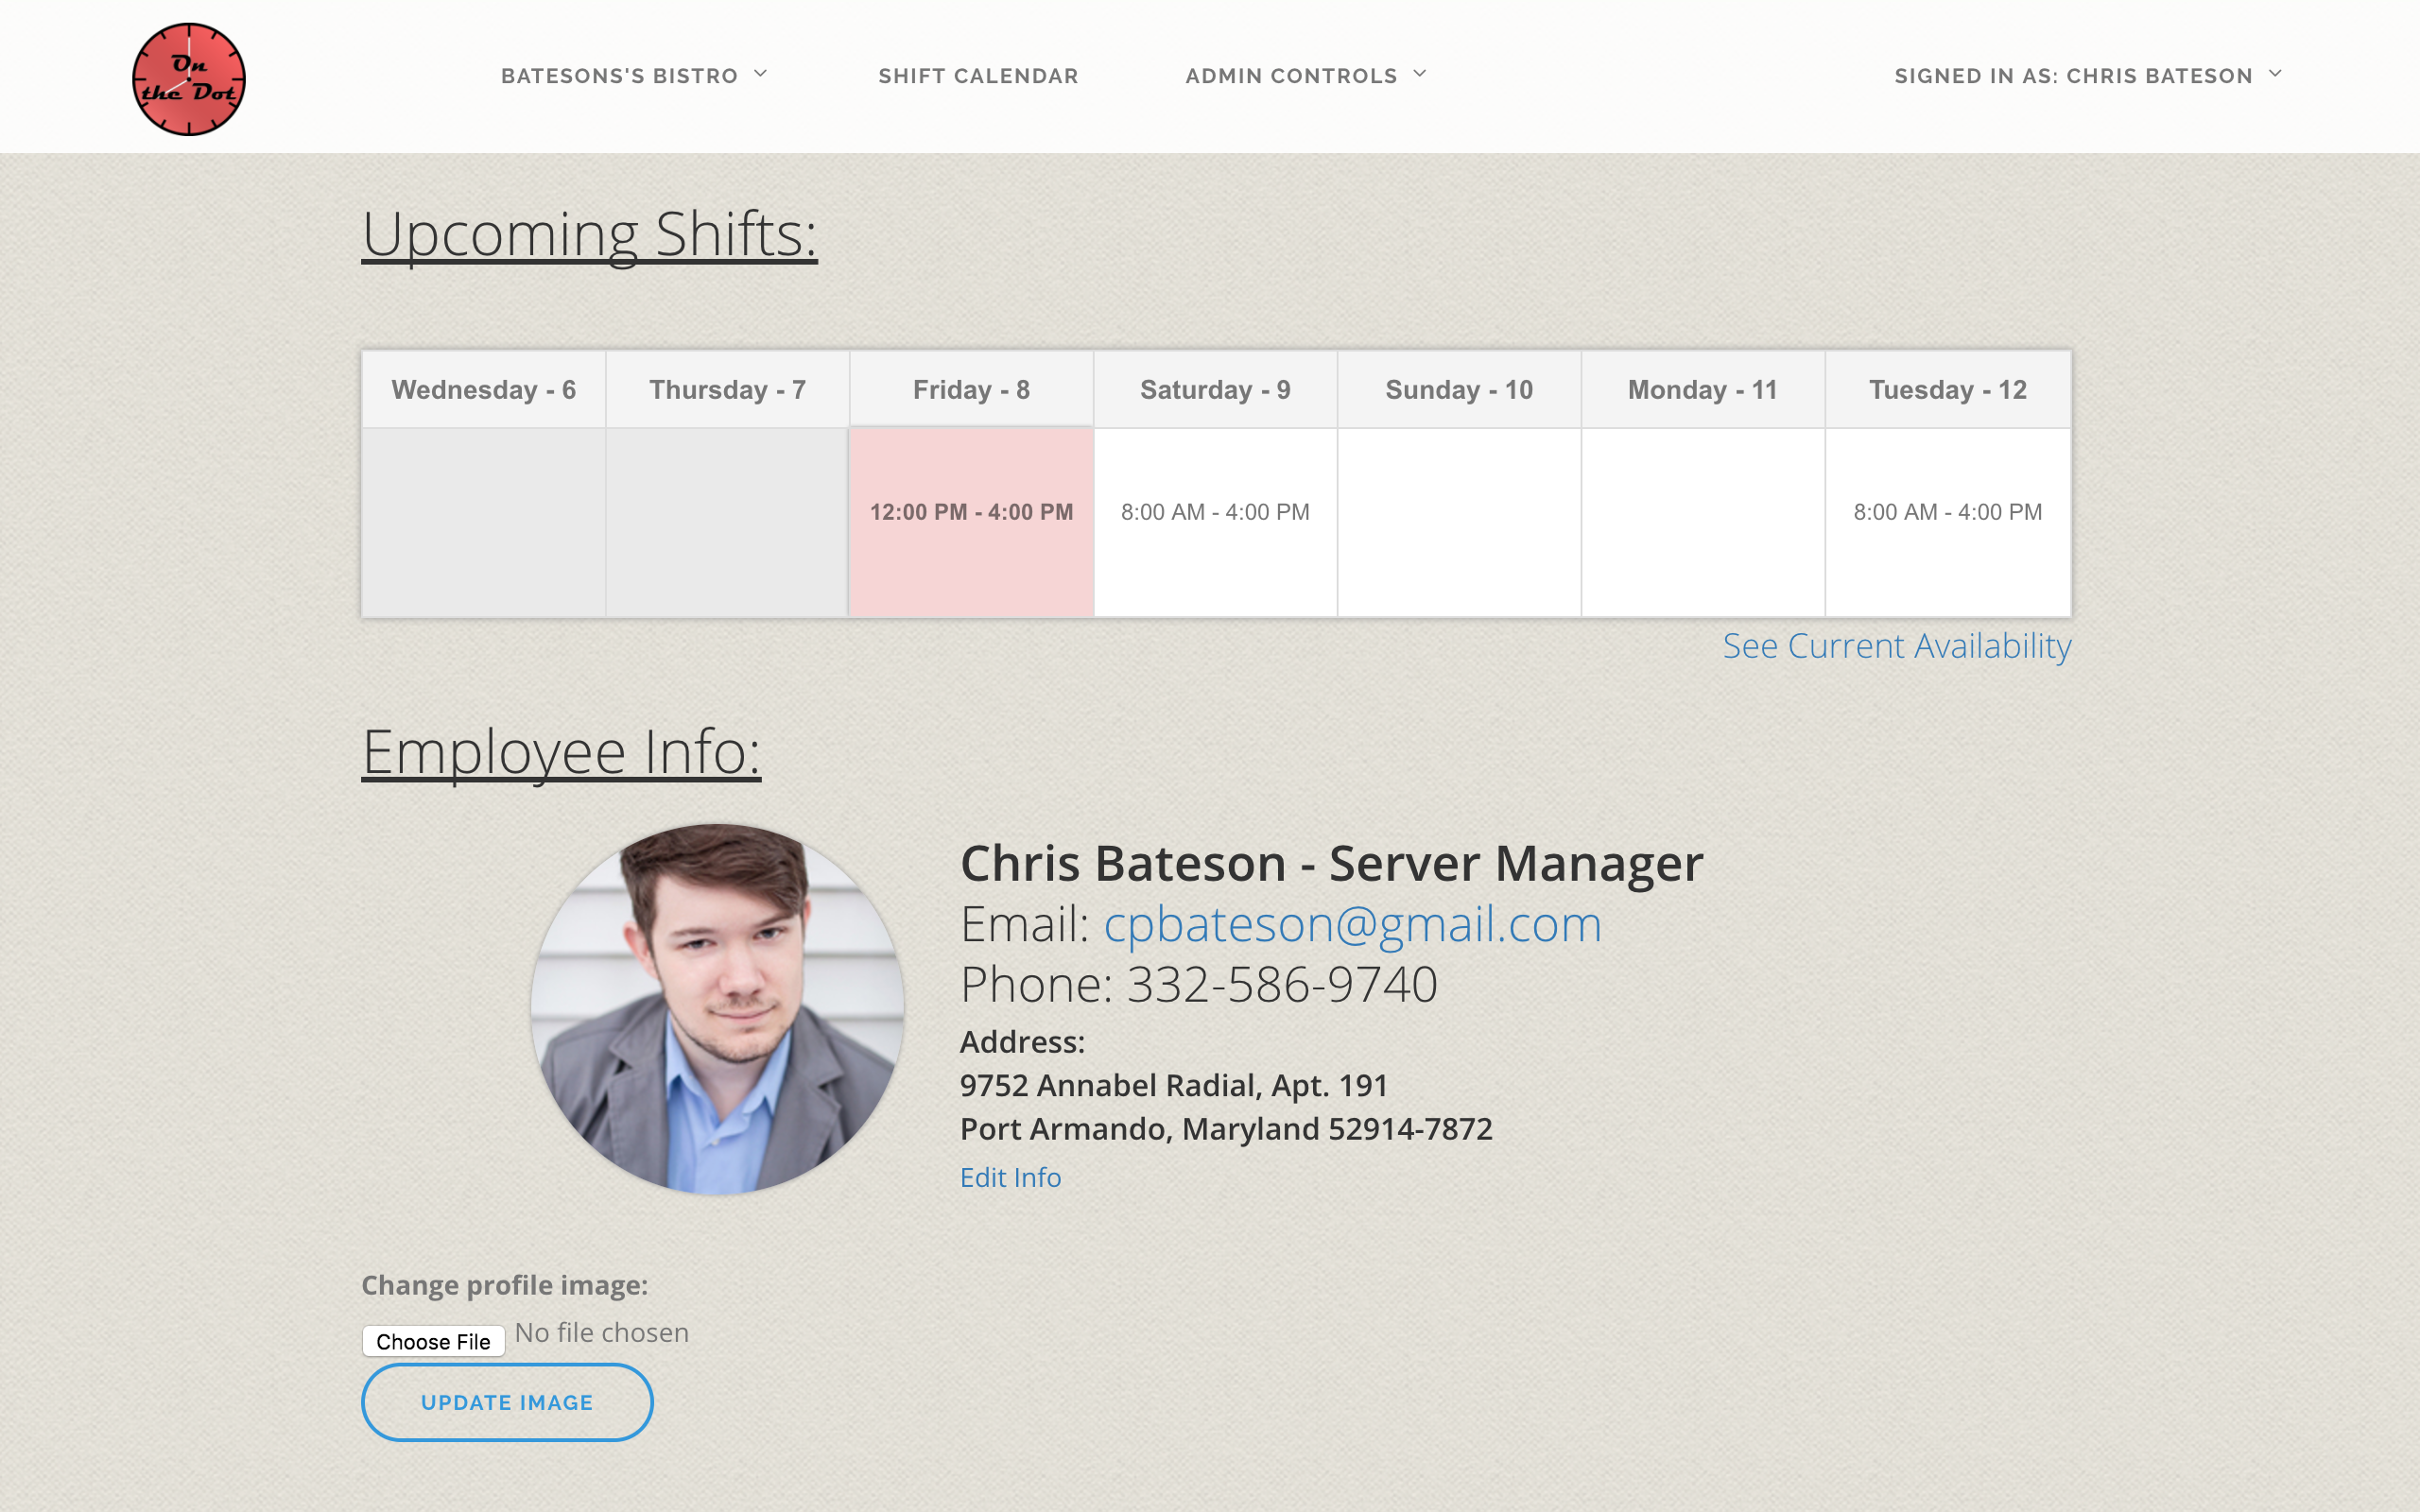 On
the Dot
BATESONS'S BISTRO
SHIFT CALENDAR
ADMIN CONTROLS
SIGNED IN AS: CHRIS BATESON
Upcoming Shifts:
Wednesday - 6
Thursday - 7
Friday - 8
Saturday - 9
Sunday - 10
Monday - 11
Tuesday - 12
12:00 PM - 4:00 PM
8:00 AM - 4:00 PM
8:00 AM - 4:00 PM
See Current Availability
Employee Info:
Chris Bateson - Server Manager
Email: cpbateson@gmail.com
Phone: 332-586-9740
Address:
9752 Annabel Radial, Apt. 191
Port Armando, Maryland 52914-7872
Edit Info
Change profile image:
Choose File No file chosen
UPDATE IMAGE